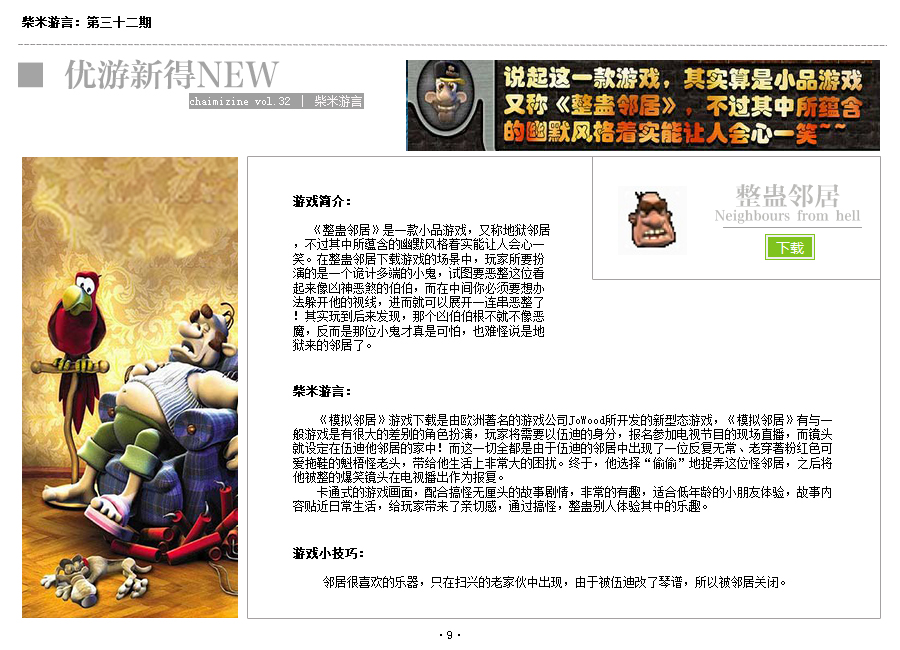 柴米游言：第三十二期
优游新得NEW
chaimizine vol.32 | 柴米游言
说起这一款游戏，其实算是小品游戏
又称《整蛊邻居》，不过其中所蕴含
的幽默风格着实能让人会心一笑~~
整蛊邻居
Neighbours from hell
下载
游戏简介：
《整蛊邻居》是一款小品游戏，又称地狱邻居
，不过其中所蕴含的幽默风格着实能让人会心一
笑。在整蛊邻居下载游戏的场景中，玩家所要扮
演的是一个诡计多端的小鬼，试图要恶整这位看
起来像凶神恶煞的伯伯，而在中间你必须要想办
法躲开他的视线，进而就可以展开一连串恶整了
！其实玩到后来发现，那个凶伯伯根不就不像恶
魔，反而是那位小鬼才真是可怕，也难怪说是地
狱来的邻居了。
柴米游言：
《模拟邻居》游戏下载是由欧洲著名的游戏公司JoWood所开发的新型态游戏，《模拟邻居》有与一
般游戏是有很大的差别的角色扮演，玩家将需要以伍迪的身分，报名参加电视节目的现场直播，而镜头
就设定在伍迪他邻居的家中！而这一切全都是由于伍迪的邻居中出现了一位反复无常、老穿著粉红色可
爱拖鞋的魁梧怪老头，带给他生活上非常大的困扰。终于，他选择“偷偷”地捉弄这位怪邻居，之后将
他被整的爆笑镜头在电视播出作为报复。
卡通式的游戏画面，配合搞怪无厘头的故事剧情，非常的有趣，适合低年龄的小朋友体验，故事内
容贴近日常生活，给玩家带来了亲切感，通过搞怪，整蛊别人体验其中的乐趣。
游戏小技巧：
邻居很喜欢的乐器，只在扫兴的老家伙中出现，由于被伍迪改了琴谱，所以被邻居关闭。
·9·